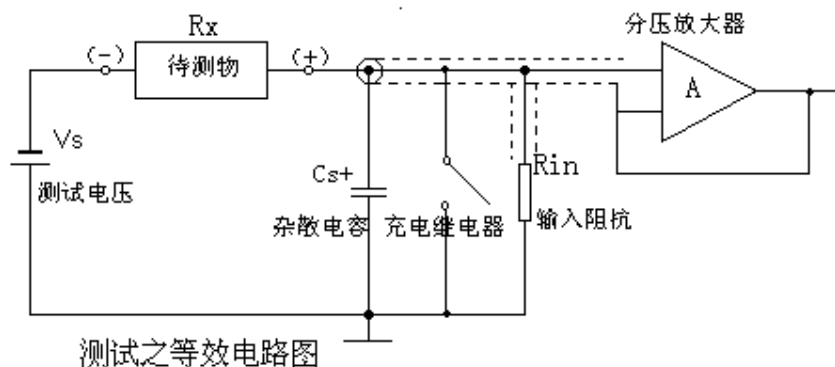 分压放大器
Rx
(-)
待测物
(+)
A
Vs
测试电压
Cs+
杂散电容
充电继电器
Rin
输入阻杭
测试之等效电路图